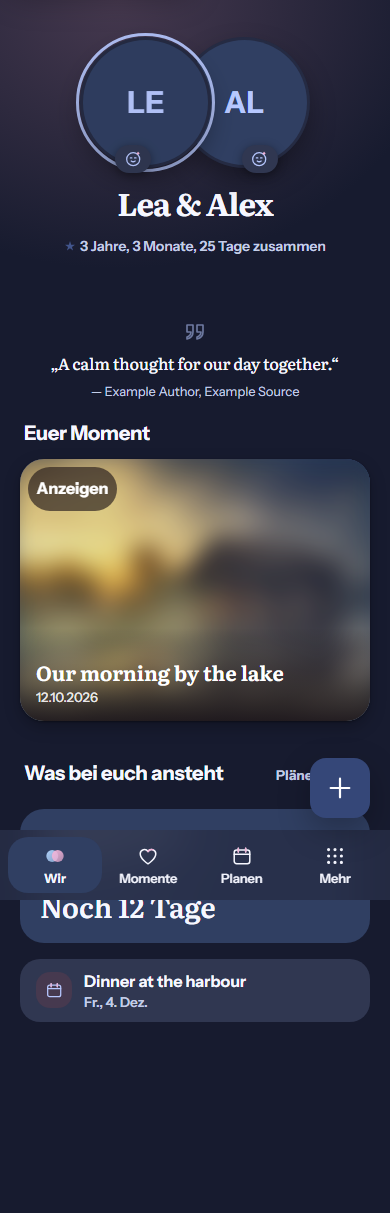 LE
AL
Lea & Alex
★ 3 Jahre, 3 Monate, 25 Tage zusammen
„A calm thought for our day together.“
— Example Author, Example Source
Euer Moment
Anzeigen
Our morning by the lake
12.10.2026
Was bei euch ansteht
Pläne
Wir
Momente
Planen
Mehr
Noch 12 Tage
Dinner at the harbour
Fr., 4. Dez.